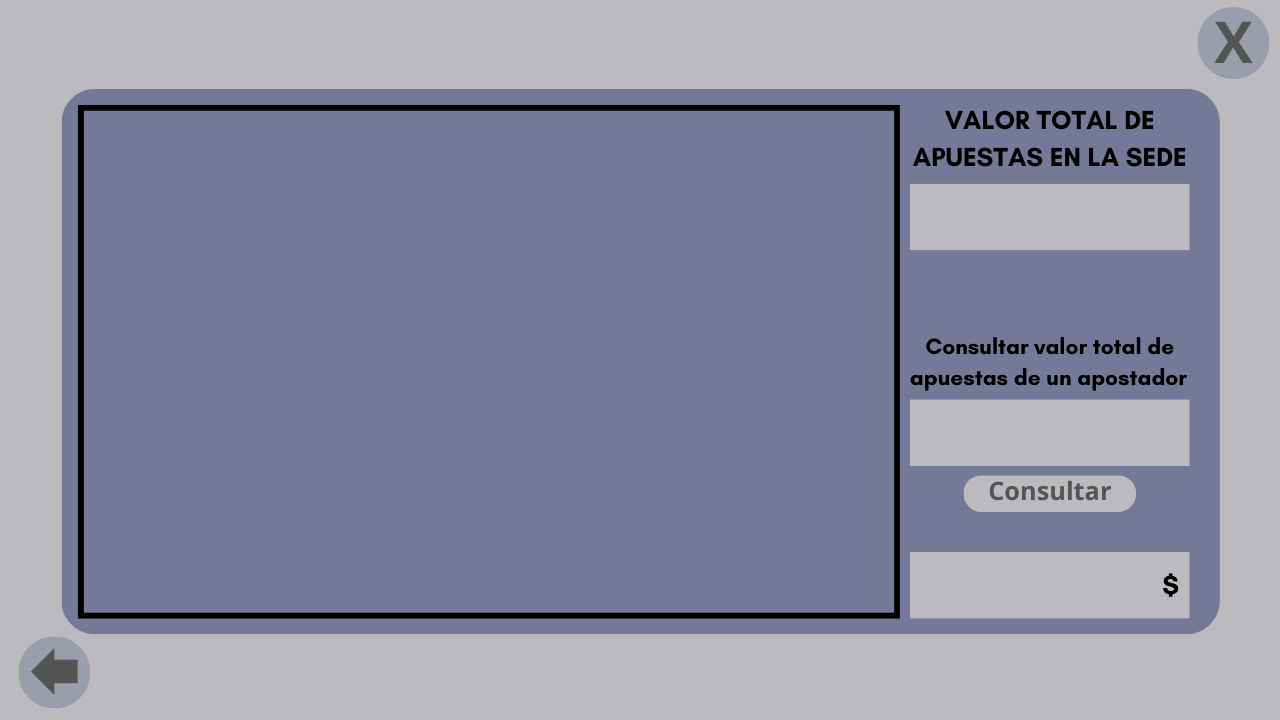 X
VALOR TOTAL DE
APUESTAS EN LA SEDE
Consultar valor total de
apuestas de un apostador
Consultar
$